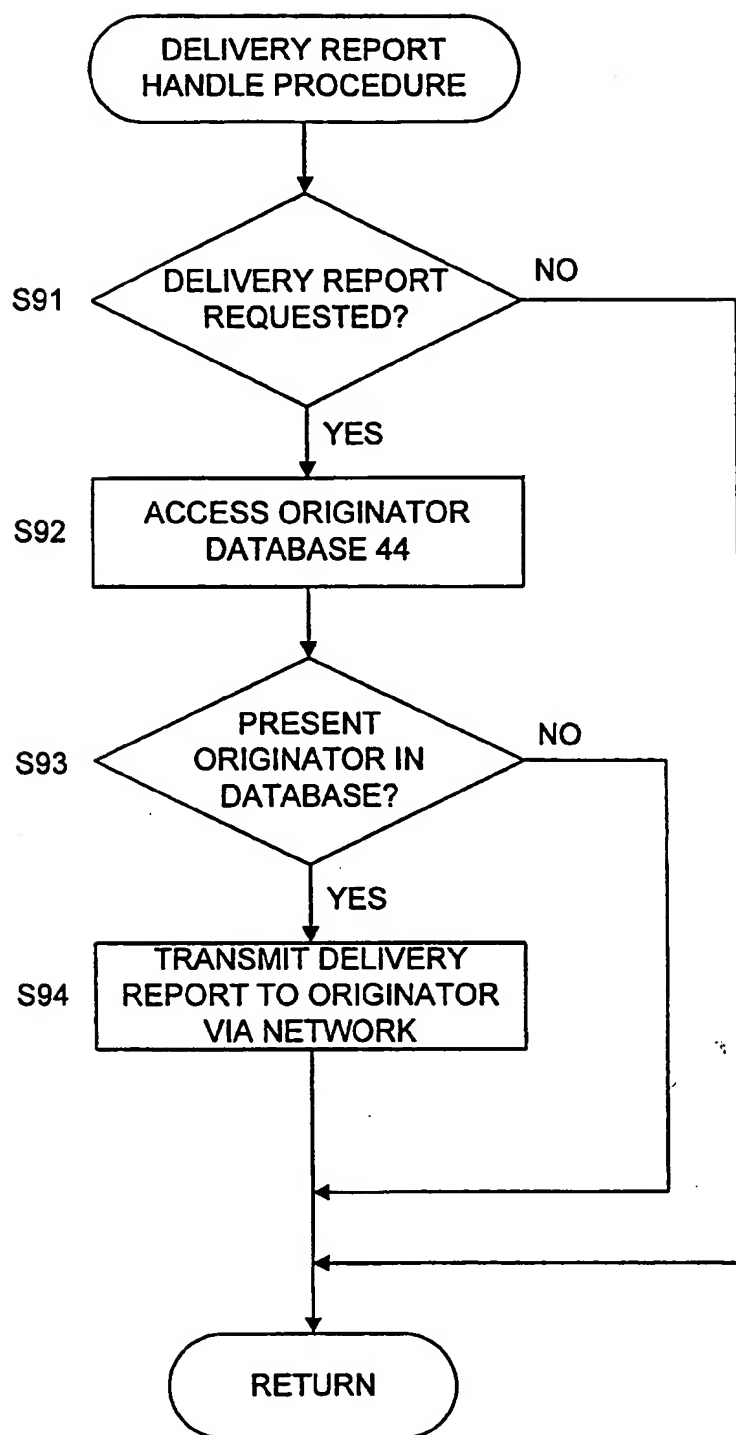 DELIVERY REPORT
HANDLE PROCEDURE
S91
DELIVERY REPORT
REQUESTED?
NO
YES
S92
ACCESS ORIGINATOR
DATABASE 44
S93
PRESENT
ORIGINATOR IN
DATABASE?
NO
YES
S94
TRANSMIT DELIVERY
REPORT TO ORIGINATOR
VIA NETWORK
RETURN